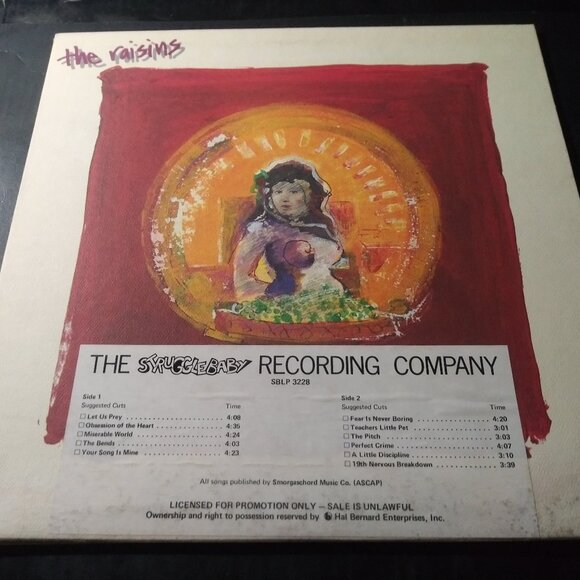 the raisins
THE STRUGGLEBABY RECORDING COMPANY
SBLP 3228
Side 1
Suggested Cuts Time
Let Us Prey 4:08
Obsession of the Heart 4:35
Miserable World 4:24
The Bends 4:03
Your Song Is Mine 4:23
Side 2
Suggested Cuts Time
Fear Is Never Boring 4:20
Teachers Little Pet 3:01
The Pitch 3:03
Perfect Crime 4:07
A Little Discipline 3:10
19th Nervous Breakdown 3:39
All songs published by Smorgaschord Music Co. (ASCAP)
LICENSED FOR PROMOTION ONLY — SALE IS UNLAWFUL
Ownership and right to possession reserved by Hal Bernard Enterprises, Inc.